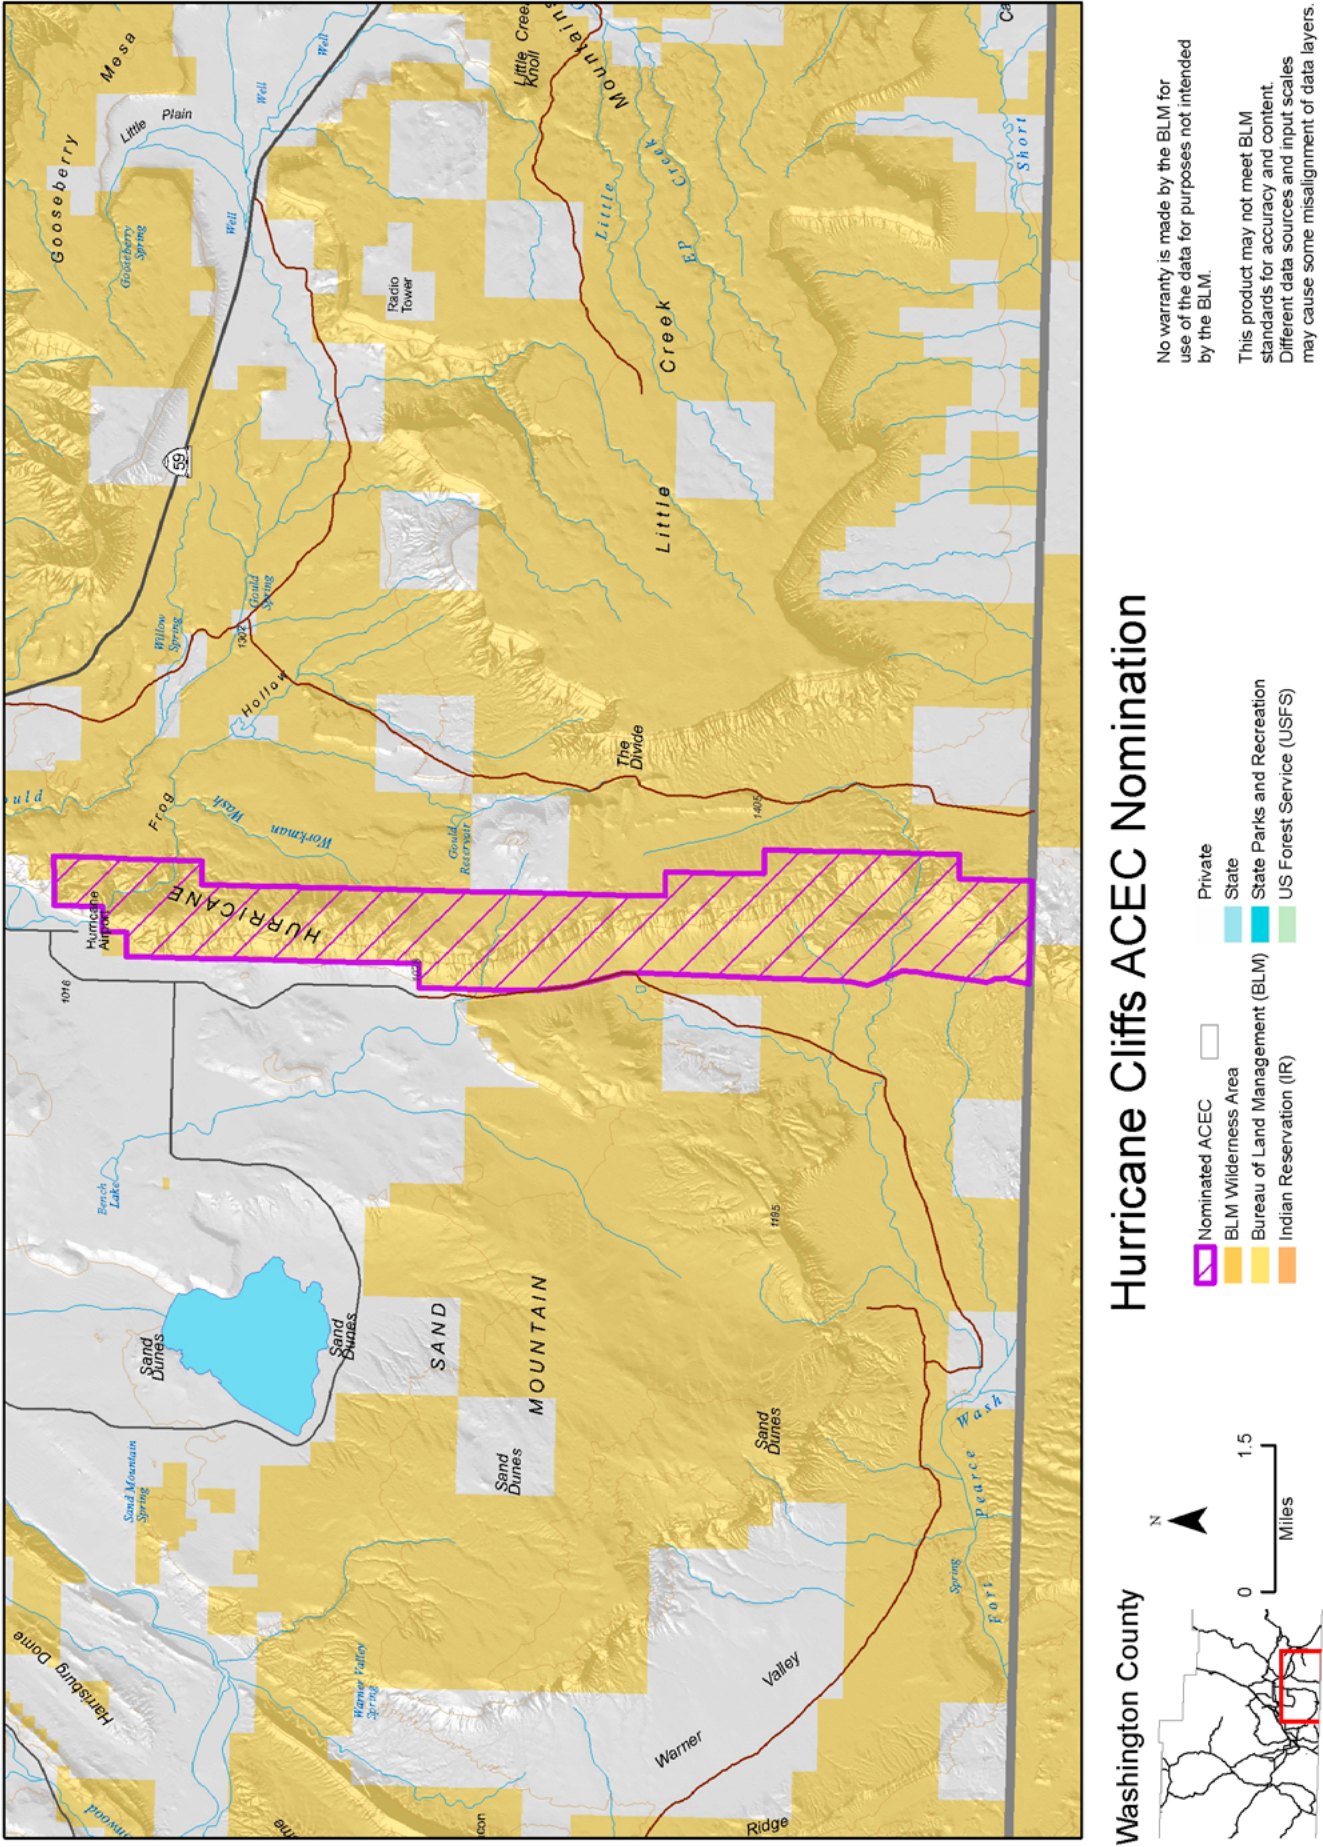 Harrisburg Dome
Sand Mountain
Spring
Warner Valley
Spring
Warner
Valley
Ridge
Sand
Dunes
Sand
Dunes
SAND
MOUNTAIN
Sand
Dunes
Sand
Dunes
Bench
Lake
1195
Spring
Fort Pearce Wash
1016
Hurricane
Airport
HURRICANE
Frog
Hollow
Workman Wash
Gould
Reservoir
The
Divide
1405
Willow
Spring
1302
Gould
Spring
59
Gooseberry
Mesa
Little
Plain
Gooseberry
Spring
Well
Well
Well
Radio
Tower
Little Creek
Knoll
Little
Creek
Mountains
Little
EP Creek
Short
Hurricane Cliffs ACEC Nomination
Washington County
N
0
1.5
Miles
Nominated ACEC
BLM Wilderness Area
Bureau of Land Management (BLM)
Indian Reservation (IR)
Private
State
State Parks and Recreation
US Forest Service (USFS)
No warranty is made by the BLM for
use of the data for purposes not intended
by the BLM.
This product may not meet BLM
standards for accuracy and content.
Different data sources and input scales
may cause some misalignment of data layers.